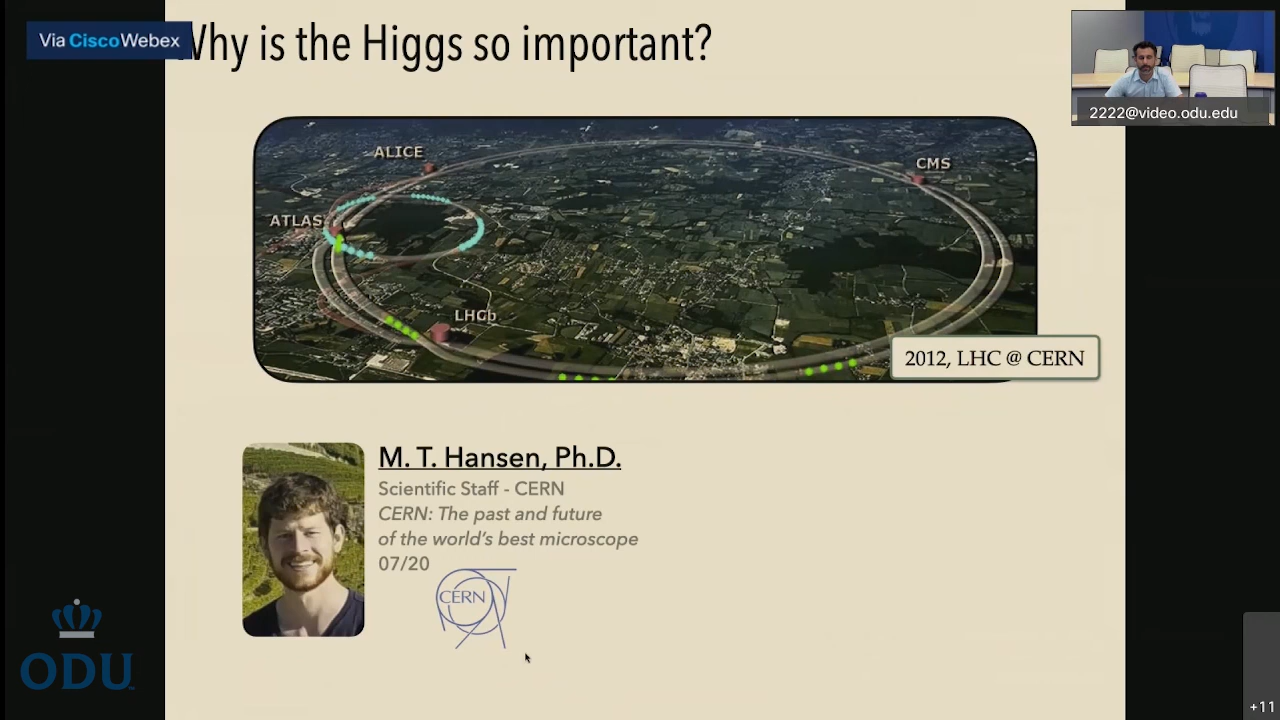 Via CiscoWebex
Why is the Higgs so important?
2222@video.odu.edu
ALICE
CMS
ATLAS
LHCb
2012, LHC @ CERN
M. T. Hansen, Ph.D.
Scientific Staff - CERN
CERN: The past and future
of the world's best microscope
07/20
CERN
ODU
+11